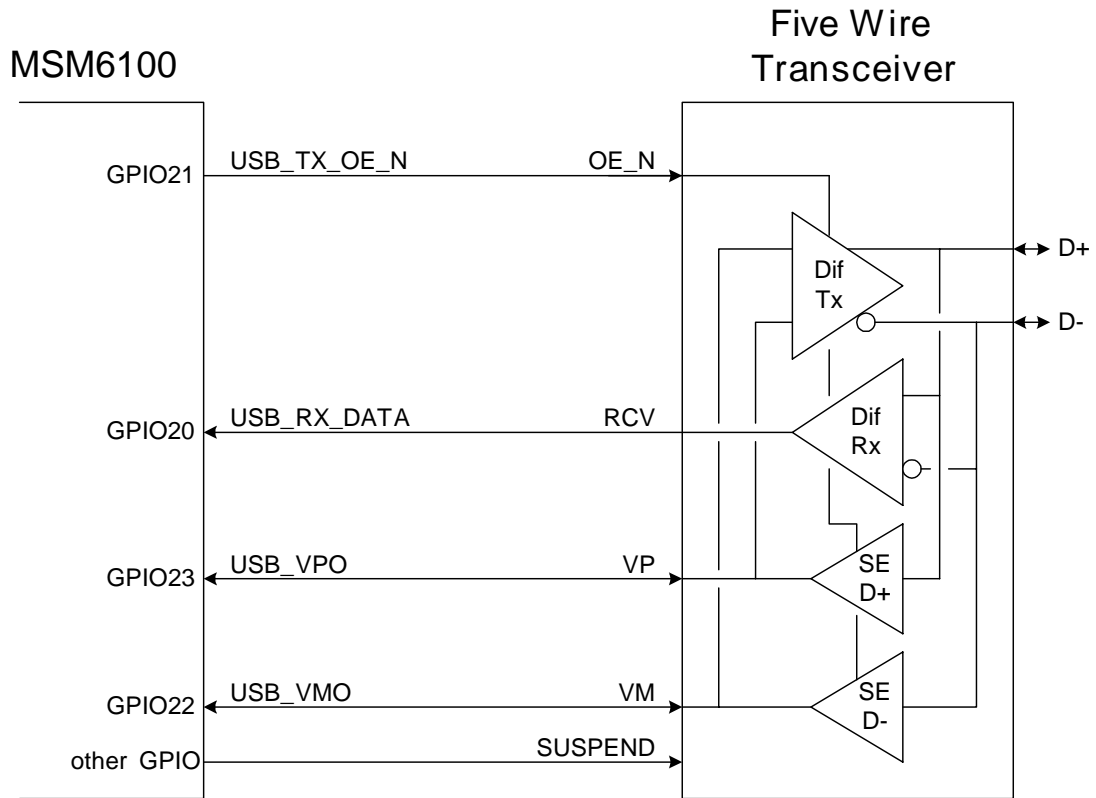 Five Wire
Transceiver
MSM6100
GPIO21
USB_TX_OE_N
OE_N
D+
Dif
Tx
D-
GPIO20
USB_RX_DATA
RCV
Dif
Rx
GPIO23
USB_VPO
VP
SE
D+
GPIO22
USB_VMO
VM
SE
D-
other GPIO
SUSPEND